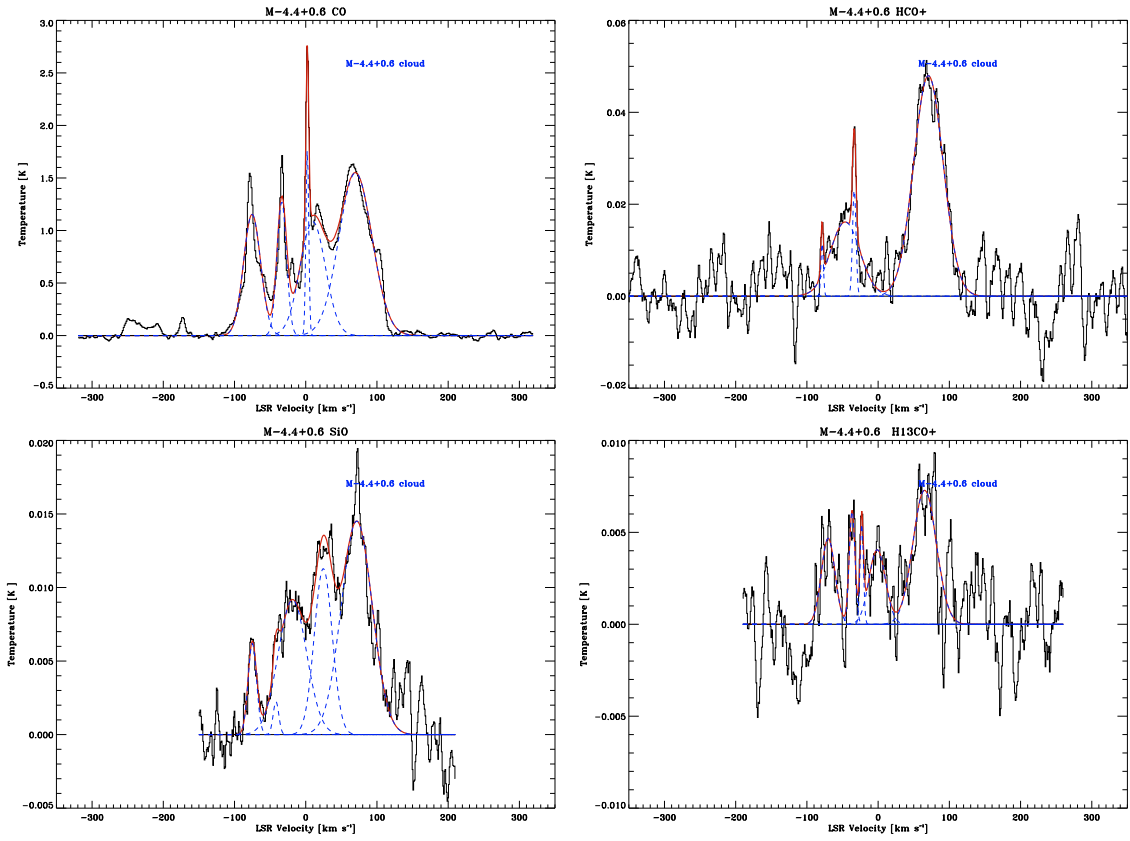 M-4.4+0.6 CO
3.0
2.5
2.0
1.5
1.0
0.5
0.0
-0.5
Temperature [K ]
M-4.4+0.6 cloud
-300 -200 -100 0 100 200 300
LSR Velocity [km s⁻¹]
M-4.4+0.6 HCO+
0.06
0.04
0.02
0.00
-0.02
Temperature [K ]
M-4.4+0.6 cloud
-300 -200 -100 0 100 200 300
LSR Velocity [km s⁻¹]
M-4.4+0.6 SiO
0.020
0.015
0.010
0.005
0.000
-0.005
Temperature [K ]
M-4.4+0.6 cloud
-300 -200 -100 0 100 200 300
LSR Velocity [km s⁻¹]
M-4.4+0.6 H13CO+
0.010
0.005
0.000
-0.005
-0.010
Temperature [K ]
M-4.4+0.6 cloud
-300 -200 -100 0 100 200 300
LSR Velocity [km s⁻¹]